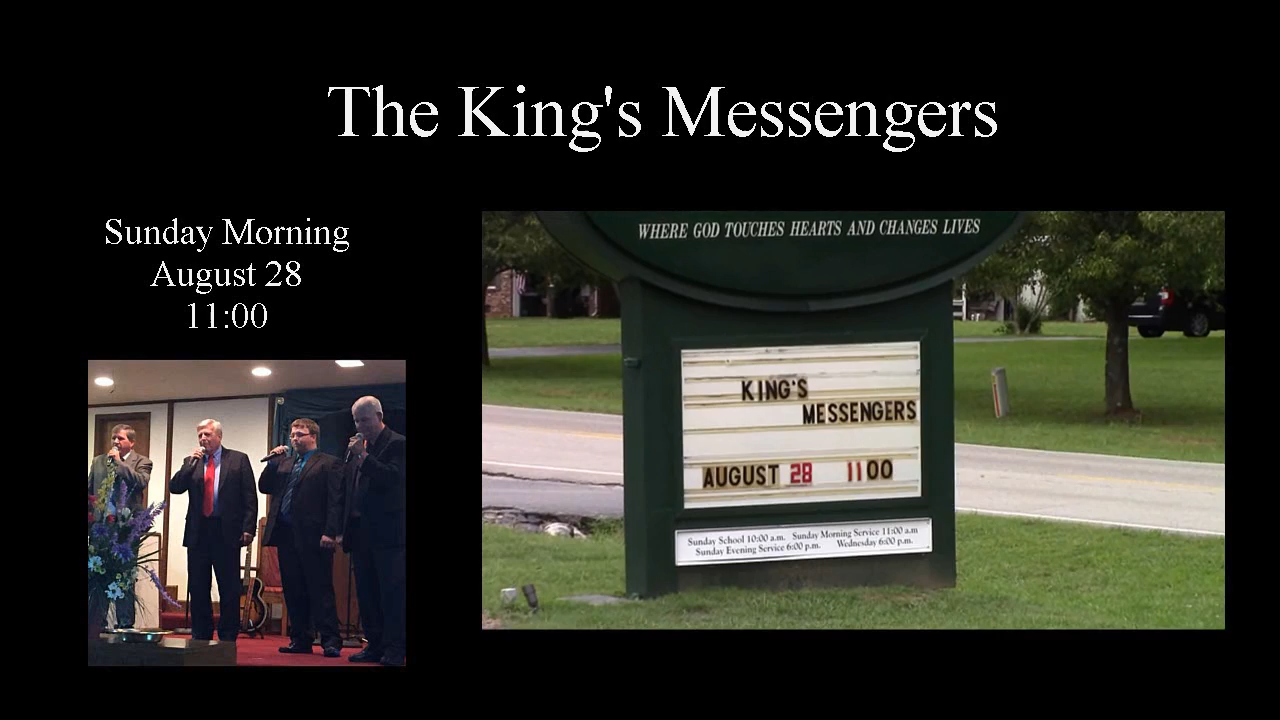 The King's Messengers
Sunday Morning
August 28
11:00
WHERE GOD TOUCHES HEARTS AND CHANGES LIVES
KING'S
MESSENGERS
AUGUST 28 1100
Sunday School 10:00 a.m. Sunday Morning Service 11:00 a.m
Sunday Evening Service 6:00 p.m. Wednesday 6:00 p.m.